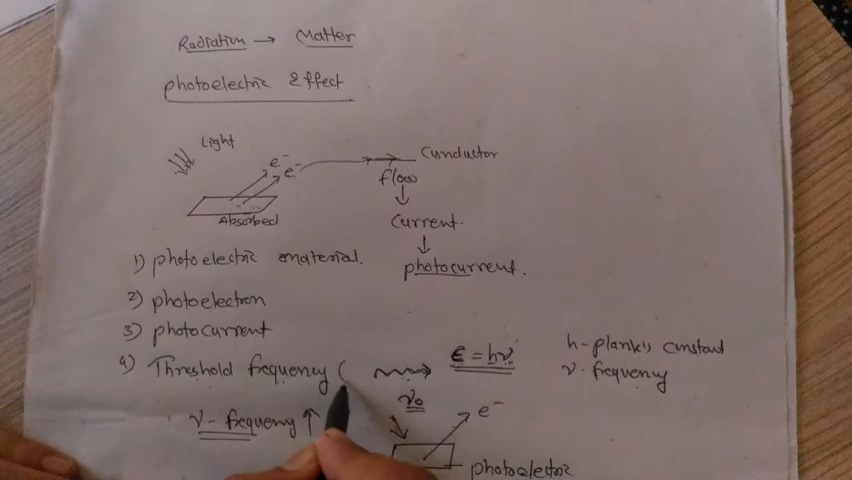 Radiation → Matter
photoelectric Effect
Light
e⁻
e⁻
Conductor
flow
Absorbed
Current.
photocurrent.
1) photoelectric material.
2) photoelectron
3) photocurrent
4) Threshold frequency (
E = hν
h - plank's constant
ν - frequency
ν₀
ν - frequency ↑
e⁻
photoelectric